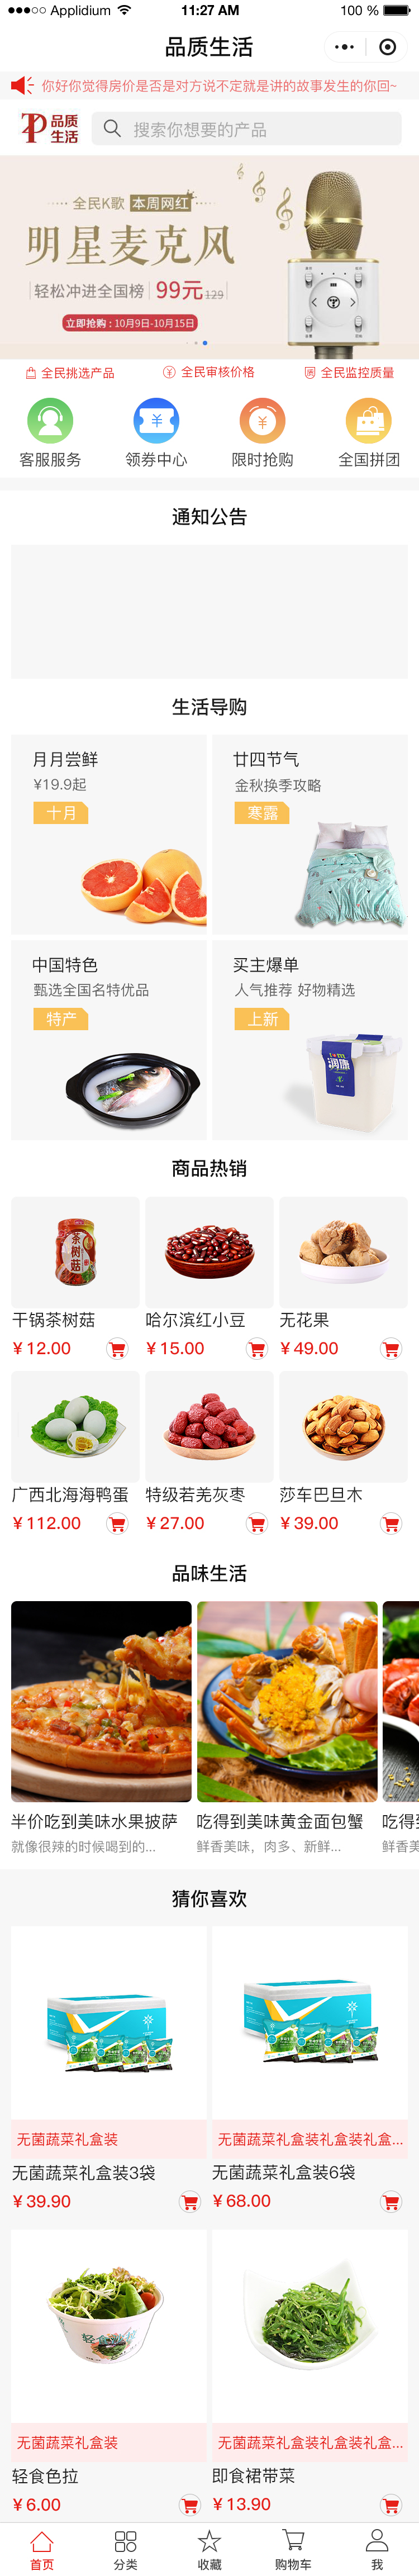 Applidium 11:27 AM 100 %
品质生活
你好你觉得房价是否是对方说不定就是讲的故事发生的你回~
品质
生活
搜索你想要的产品
全民K歌 本周网红
明星麦克风
轻松冲进全国榜 99元 129
立即抢购：10月9日-10月15日
全民挑选产品 全民审核价格 全民监控质量
客服服务 领券中心 限时抢购 全国拼团
通知公告
生活导购
月月尝鲜
¥19.9起
十月
廿四节气
金秋换季攻略
寒露
中国特色
甄选全国名特优品
特产
买主爆单
人气推荐 好物精选
上新
润康
商品热销
茶树菇
干锅茶树菇 哈尔滨红小豆 无花果
¥12.00 ¥15.00 ¥49.00
广西北海海鸭蛋 特级若羌灰枣 莎车巴旦木
¥112.00 ¥27.00 ¥39.00
品味生活
半价吃到美味水果披萨 吃得到美味黄金面包蟹 吃得到
就像很辣的时候喝到的... 鲜香美味，肉多、新鲜... 鲜香美
猜你喜欢
无菌蔬菜礼盒装 无菌蔬菜礼盒装礼盒装礼盒...
无菌蔬菜礼盒装3袋 无菌蔬菜礼盒装6袋
¥39.90 ¥68.00
轻食沙拉
无菌蔬菜礼盒装 无菌蔬菜礼盒装礼盒装礼盒...
轻食色拉 即食裙带菜
¥6.00 ¥13.90
首页 分类 收藏 购物车 我